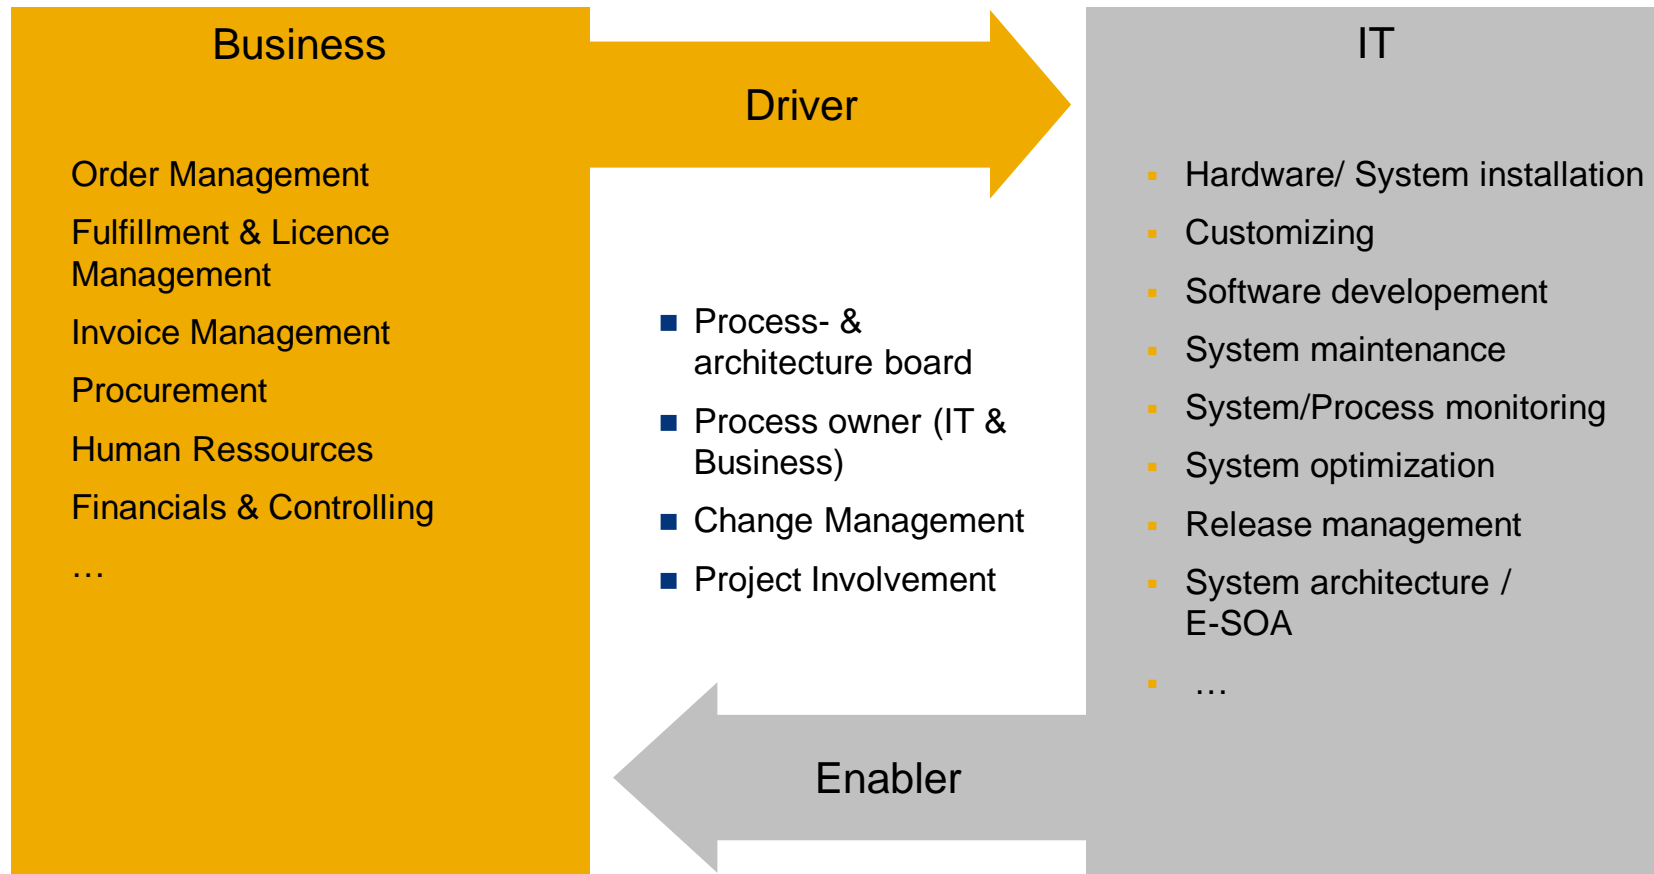 Business
Order Management
Fulfillment & Licence
Management
Invoice Management
Procurement
Human Ressources
Financials & Controlling
…
Driver
Process- &
architecture board
Process owner (IT &
Business)
Change Management
Project Involvement
Enabler
IT
Hardware/ System installation
Customizing
Software developement
System maintenance
System/Process monitoring
System optimization
Release management
System architecture /
E-SOA
…